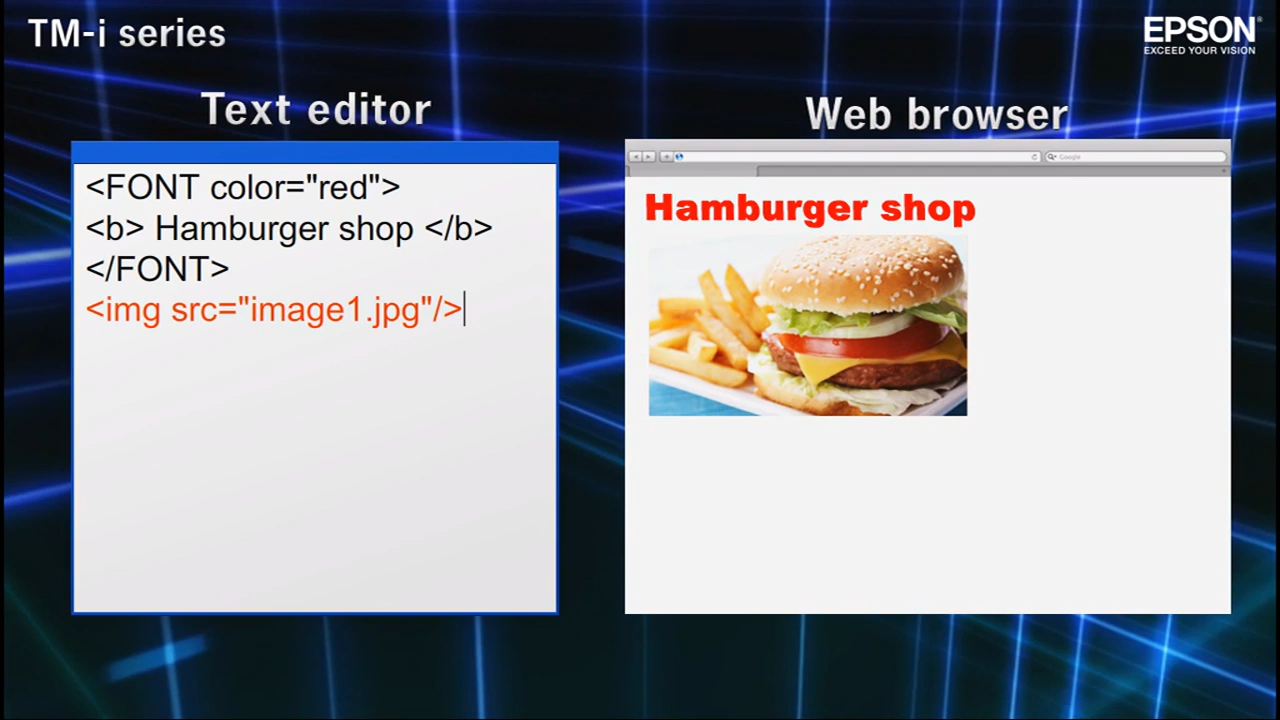 TM-i series
EPSON
EXCEED YOUR VISION
Text editor
Web browser
<FONT color="red">
<b> Hamburger shop </b>
</FONT>
<img src="image1.jpg"/>
Google
Hamburger shop